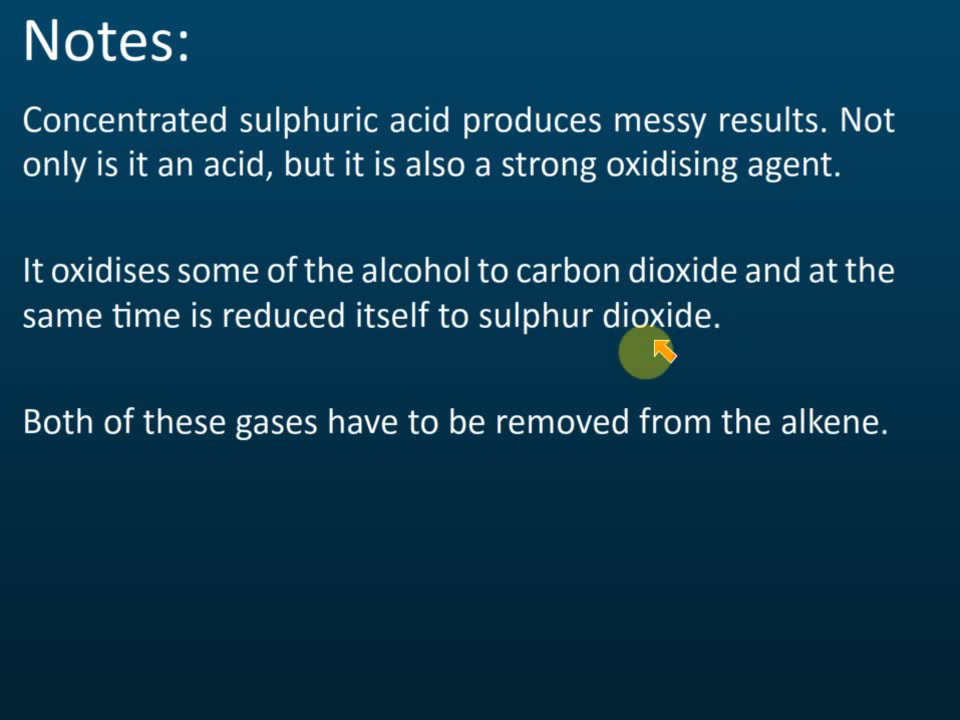 Notes:
Concentrated sulphuric acid produces messy results. Not
only is it an acid, but it is also a strong oxidising agent.
It oxidises some of the alcohol to carbon dioxide and at the
same time is reduced itself to sulphur dioxide.
Both of these gases have to be removed from the alkene.